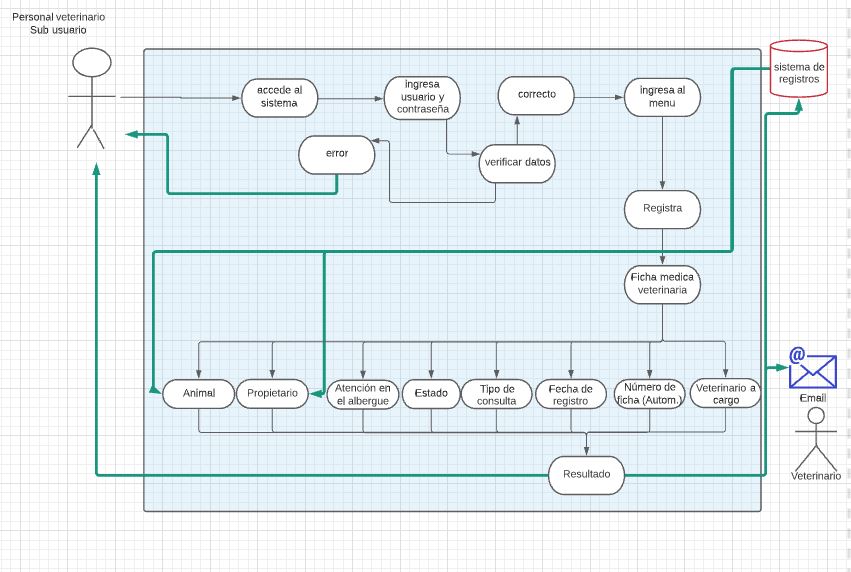 Personal veterinario
Sub usuario
accede al
sistema
ingresa
usuario y
contraseña
correcto
ingresa al
menu
sistema de
registros
error
verificar datos
Registra
Ficha medica
veterinaria
Animal
Propietario
Atención en
el albergue
Estado
Tipo de
consulta
Fecha de
registro
Número de
ficha (Autom.)
Veterinario a
cargo
@
Email
Resultado
Veterinario